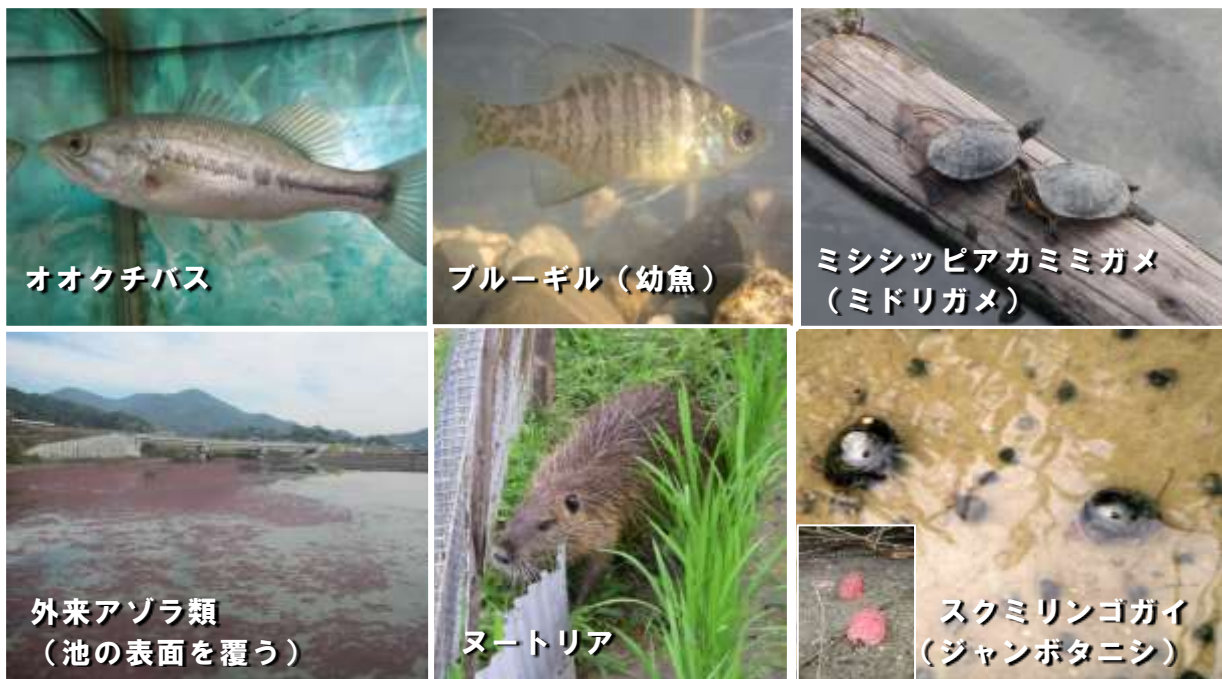 オオクチバス
ブルーギル（幼魚）
ミシシッピアカミミガメ
（ミドリガメ）
外来アゾラ類
（池の表面を覆う）
ヌートリア
スクミリンゴガイ
（ジャンボタニシ）